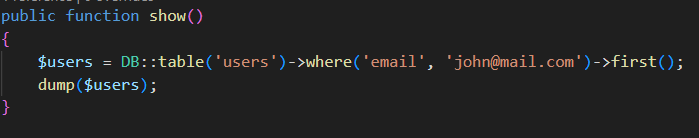 public function show()
{
$users = DB::table('users')->where('email', 'john@mail.com')->first();
dump($users);
}